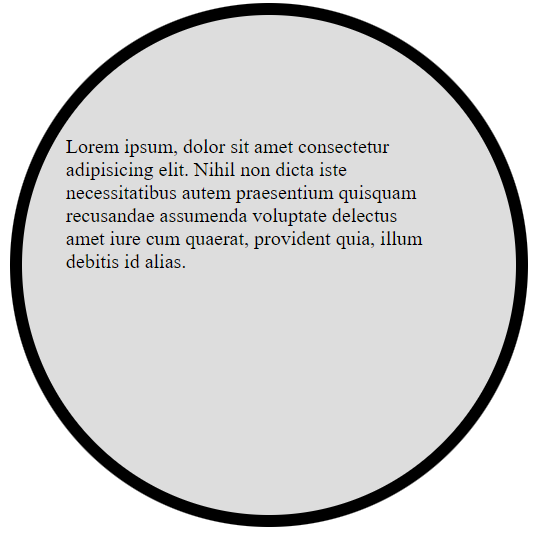 Lorem ipsum, dolor sit amet consectetur
adipisicing elit. Nihil non dicta iste
necessitatibus autem praesentium quisquam
recusandae assumenda voluptate delectus
amet iure cum quaerat, provident quia, illum
debitis id alias.